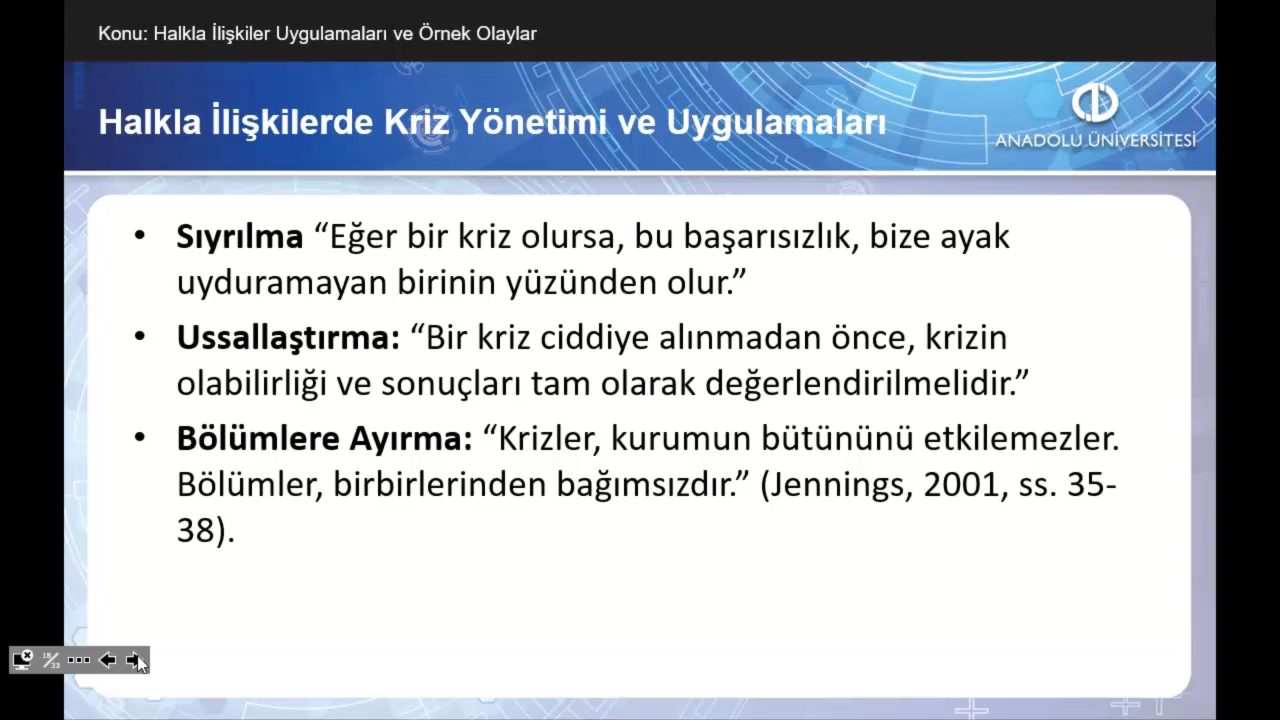 Konu: Halkla İlişkiler Uygulamaları ve Örnek Olaylar
Halkla İlişkilerde Kriz Yönetimi ve Uygulamaları
ANADOLU ÜNİVERSİTESİ
• Sıyrılma “Eğer bir kriz olursa, bu başarısızlık, bize ayak
uyduramayan birinin yüzünden olur.”
• Ussallaştırma: “Bir kriz ciddiye alınmadan önce, krizin
olabilirliği ve sonuçları tam olarak değerlendirilmelidir.”
• Bölümlere Ayırma: “Krizler, kurumun bütününü etkilemezler.
Bölümler, birbirlerinden bağımsızdır.” (Jennings, 2001, ss. 35-
38).
18/33